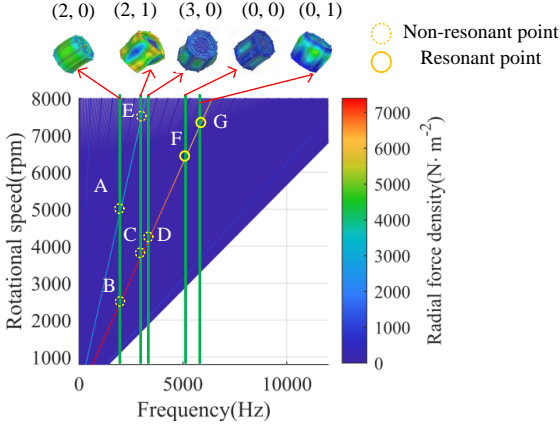 (2, 0) (2, 1) (3, 0) (0, 0) (0, 1)
Non-resonant point
Resonant point
8000
7000
6000
5000
4000
3000
2000
1000
Rotational speed(rpm)
E
G
F
A
C D
B
0 5000 10000
Frequency(Hz)
7000
6000
5000
4000
3000
2000
1000
0
Radial force density(N· m⁻²)